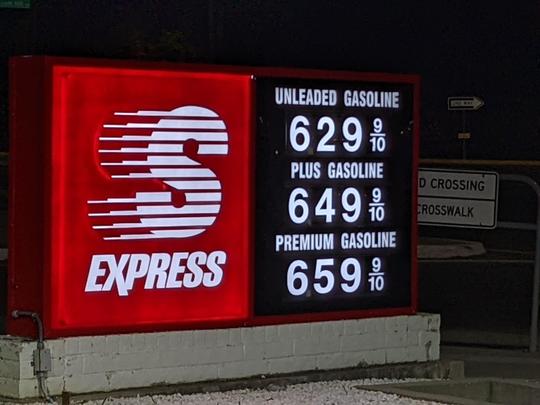 S
EXPRESS
UNLEADED GASOLINE
629 9/10
PLUS GASOLINE
649 9/10
PREMIUM GASOLINE
659 9/10
D CROSSING
CROSSWALK